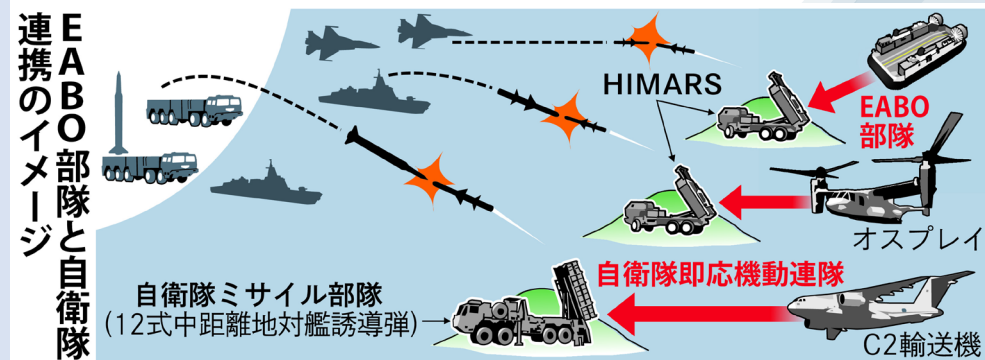 EABO部隊と自衛隊
連携のイメージ
HIMARS
EABO
部隊
オスプレイ
自衛隊即応機動連隊
自衛隊ミサイル部隊
(12式中距離地対艦誘導弾)
C2輸送機